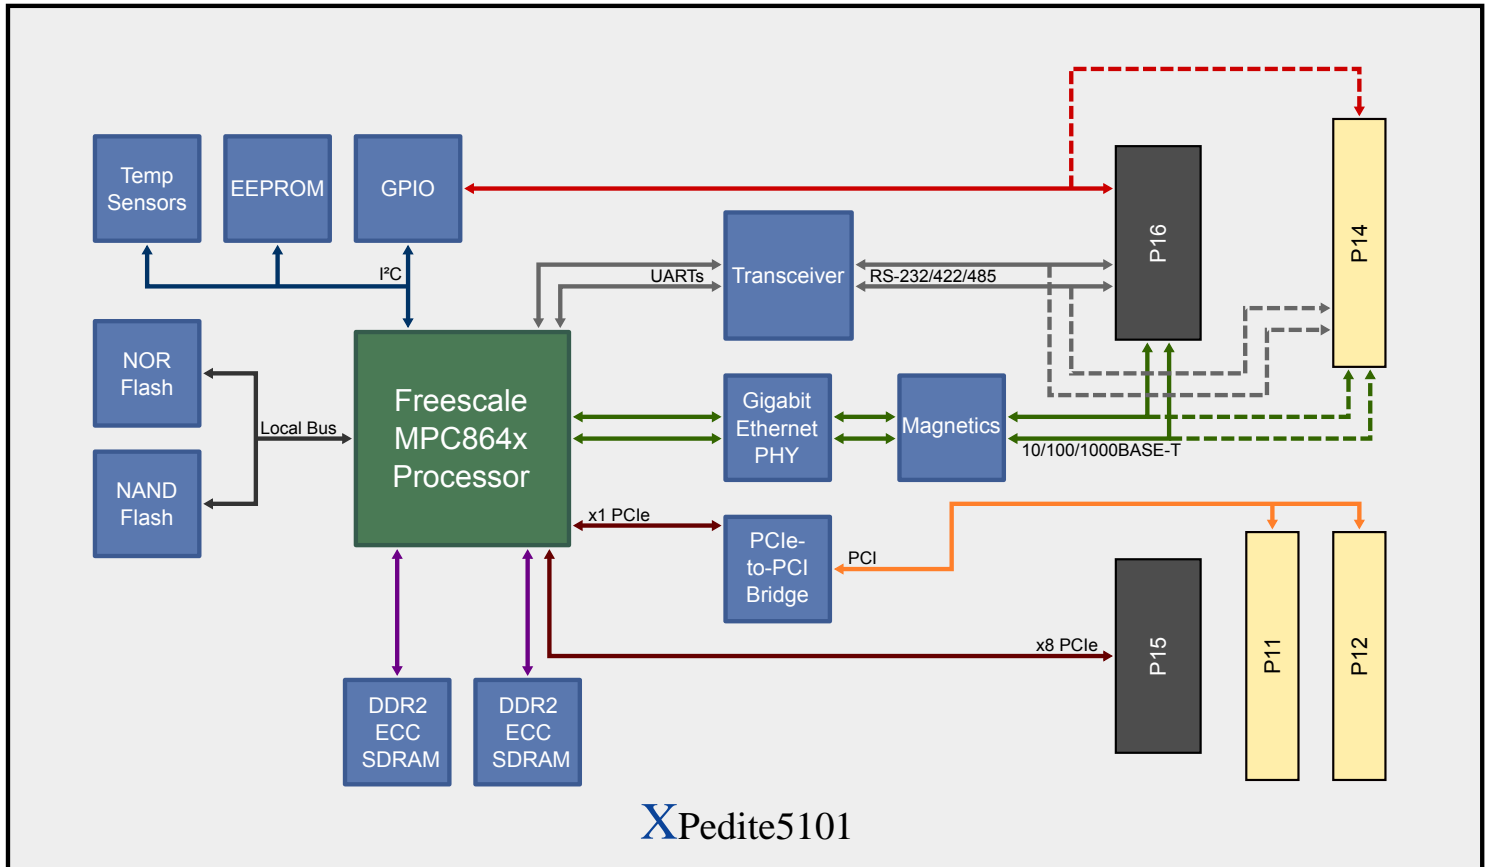 Temp
Sensors
EEPROM
GPIO
I²C
NOR
Flash
NAND
Flash
Local Bus
Freescale
MPC864x
Processor
UARTs
Transceiver
RS-232/422/485
P16
P14
Gigabit
Ethernet
PHY
Magnetics
10/100/1000BASE-T
x1 PCIe
PCIe-
to-PCI
Bridge
PCI
x8 PCIe
P15
P11
P12
DDR2
ECC
SDRAM
DDR2
ECC
SDRAM
XPedite5101